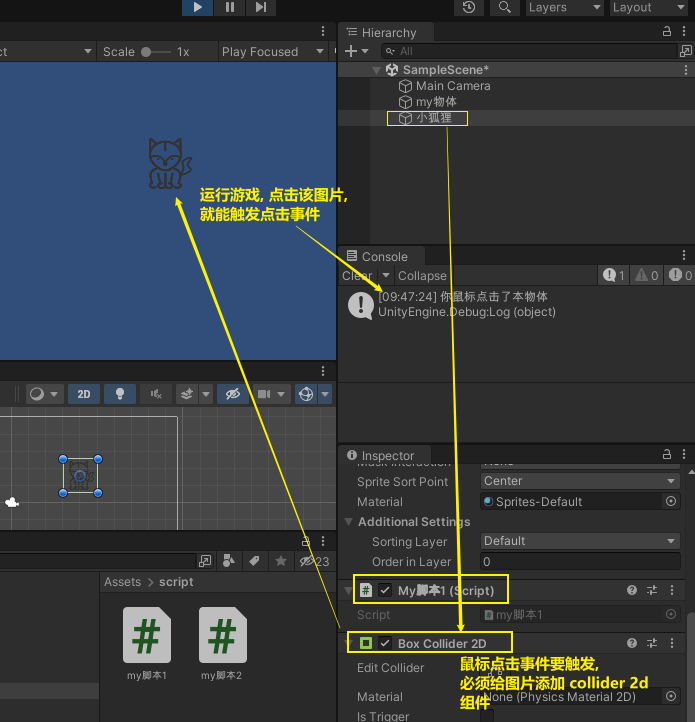 Layers
Layout
Hierarchy
ct
Scale
1x
Play Focused
All
SampleScene*
Main Camera
my物体
小狐狸
运行游戏, 点击该图片,
就能触发点击事件
Console
Clear
Collapse
1
0
0
[09:47:24] 你鼠标点击了本物体
UnityEngine.Debug:Log (object)
2D
Inspector
Mask Interaction
None
Sprite Sort Point
Center
Material
Sprites-Default
Additional Settings
Sorting Layer
Default
Order in Layer
0
23
Assets > script
my脚本1
my脚本2
My脚本1 (Script)
Script
my脚本1
Box Collider 2D
Edit Collider
鼠标点击事件要触发,
必须给图片添加 collider 2d
组件
Material
None (Physics Material 2D)
Is Trigger